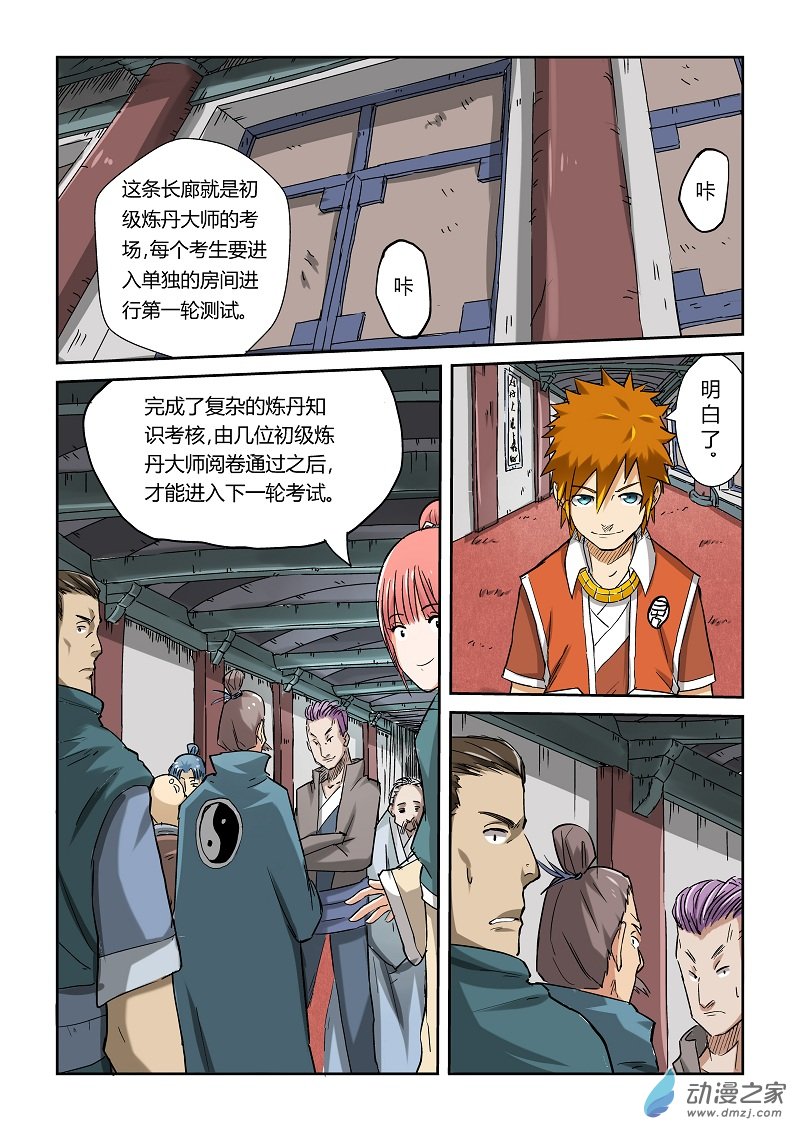 这条长廊就是初
级炼丹大师的考
场，每个考生要进
入单独的房间进
行第一轮测试。
咔
咔
完成了复杂的炼丹知
识考核，由几位初级炼
丹大师阅卷通过之后，
才能进入下一轮考试。
明白了。
动漫之家
www.dmzj.com